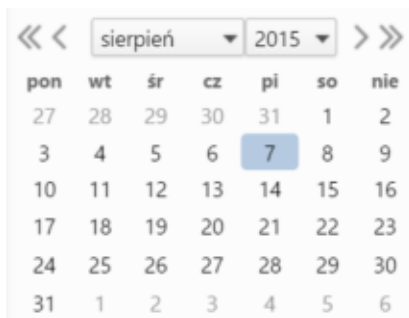 sierpień 2015
pon wt śr cz pi so nie
27 28 29 30 31 1 2
3 4 5 6 7 8 9
10 11 12 13 14 15 16
17 18 19 20 21 22 23
24 25 26 27 28 29 30
31 1 2 3 4 5 6